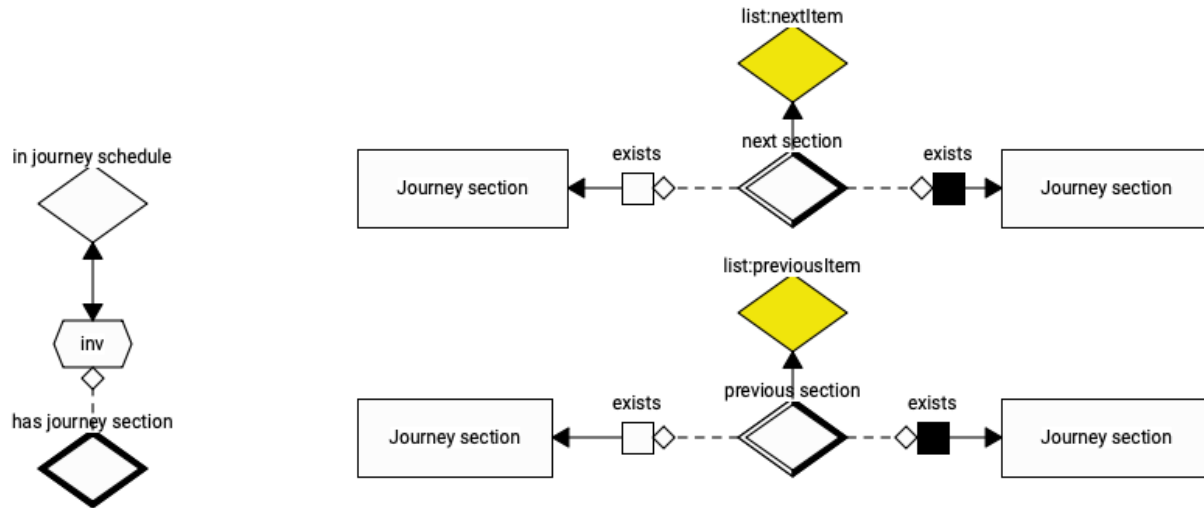 in journey schedule
inv
has journey section
list:nextItem
next section
exists
exists
Journey section
Journey section
list:previousItem
previous section
exists
exists
Journey section
Journey section